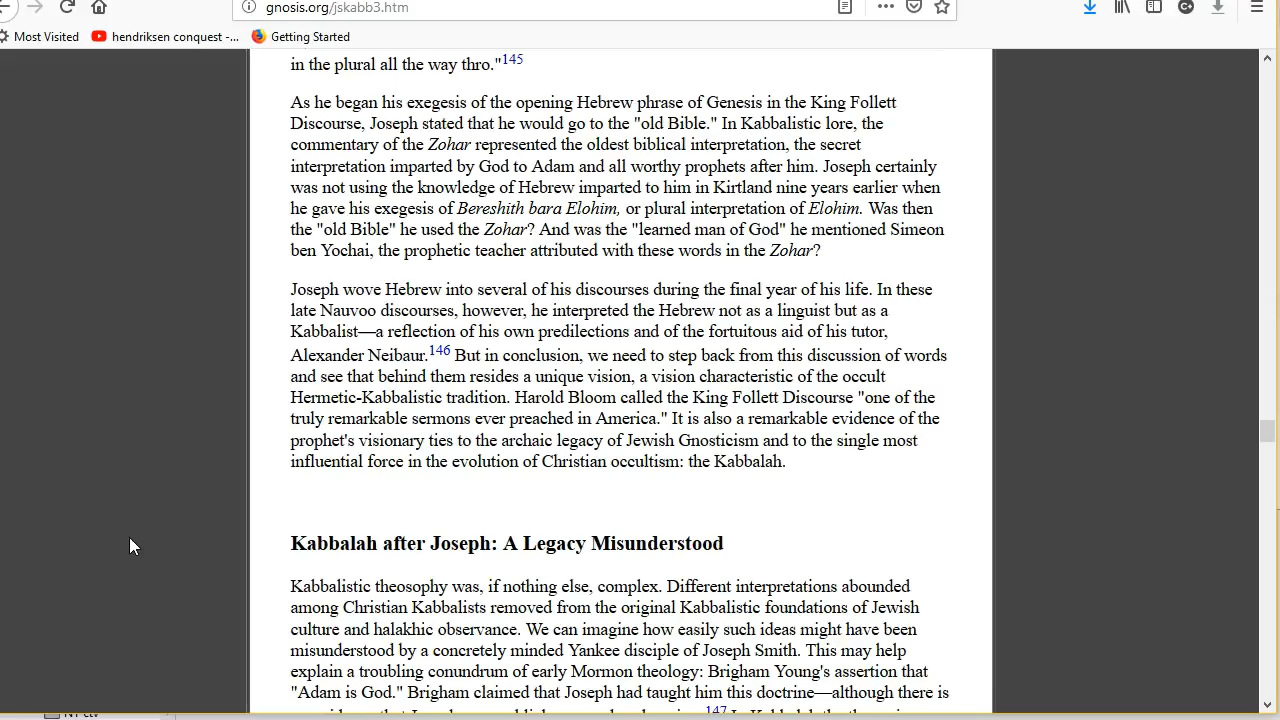 gnosis.org/jskabb3.htm
Most Visited hendriksen conquest -... Getting Started
in the plural all the way thro."145
As he began his exegesis of the opening Hebrew phrase of Genesis in the King Follett
Discourse, Joseph stated that he would go to the "old Bible." In Kabbalistic lore, the
commentary of the Zohar represented the oldest biblical interpretation, the secret
interpretation imparted by God to Adam and all worthy prophets after him. Joseph certainly
was not using the knowledge of Hebrew imparted to him in Kirtland nine years earlier when
he gave his exegesis of Bereshith bara Elohim, or plural interpretation of Elohim. Was then
the "old Bible" he used the Zohar? And was the "learned man of God" he mentioned Simeon
ben Yochai, the prophetic teacher attributed with these words in the Zohar?
Joseph wove Hebrew into several of his discourses during the final year of his life. In these
late Nauvoo discourses, however, he interpreted the Hebrew not as a linguist but as a
Kabbalist—a reflection of his own predilections and of the fortuitous aid of his tutor,
Alexander Neibaur.146 But in conclusion, we need to step back from this discussion of words
and see that behind them resides a unique vision, a vision characteristic of the occult
Hermetic-Kabbalistic tradition. Harold Bloom called the King Follett Discourse "one of the
truly remarkable sermons ever preached in America." It is also a remarkable evidence of the
prophet's visionary ties to the archaic legacy of Jewish Gnosticism and to the single most
influential force in the evolution of Christian occultism: the Kabbalah.
Kabbalah after Joseph: A Legacy Misunderstood
Kabbalistic theosophy was, if nothing else, complex. Different interpretations abounded
among Christian Kabbalists removed from the original Kabbalistic foundations of Jewish
culture and halakhic observance. We can imagine how easily such ideas might have been
misunderstood by a concretely minded Yankee disciple of Joseph Smith. This may help
explain a troubling conundrum of early Mormon theology: Brigham Young's assertion that
"Adam is God." Brigham claimed that Joseph had taught him this doctrine—although there is
147